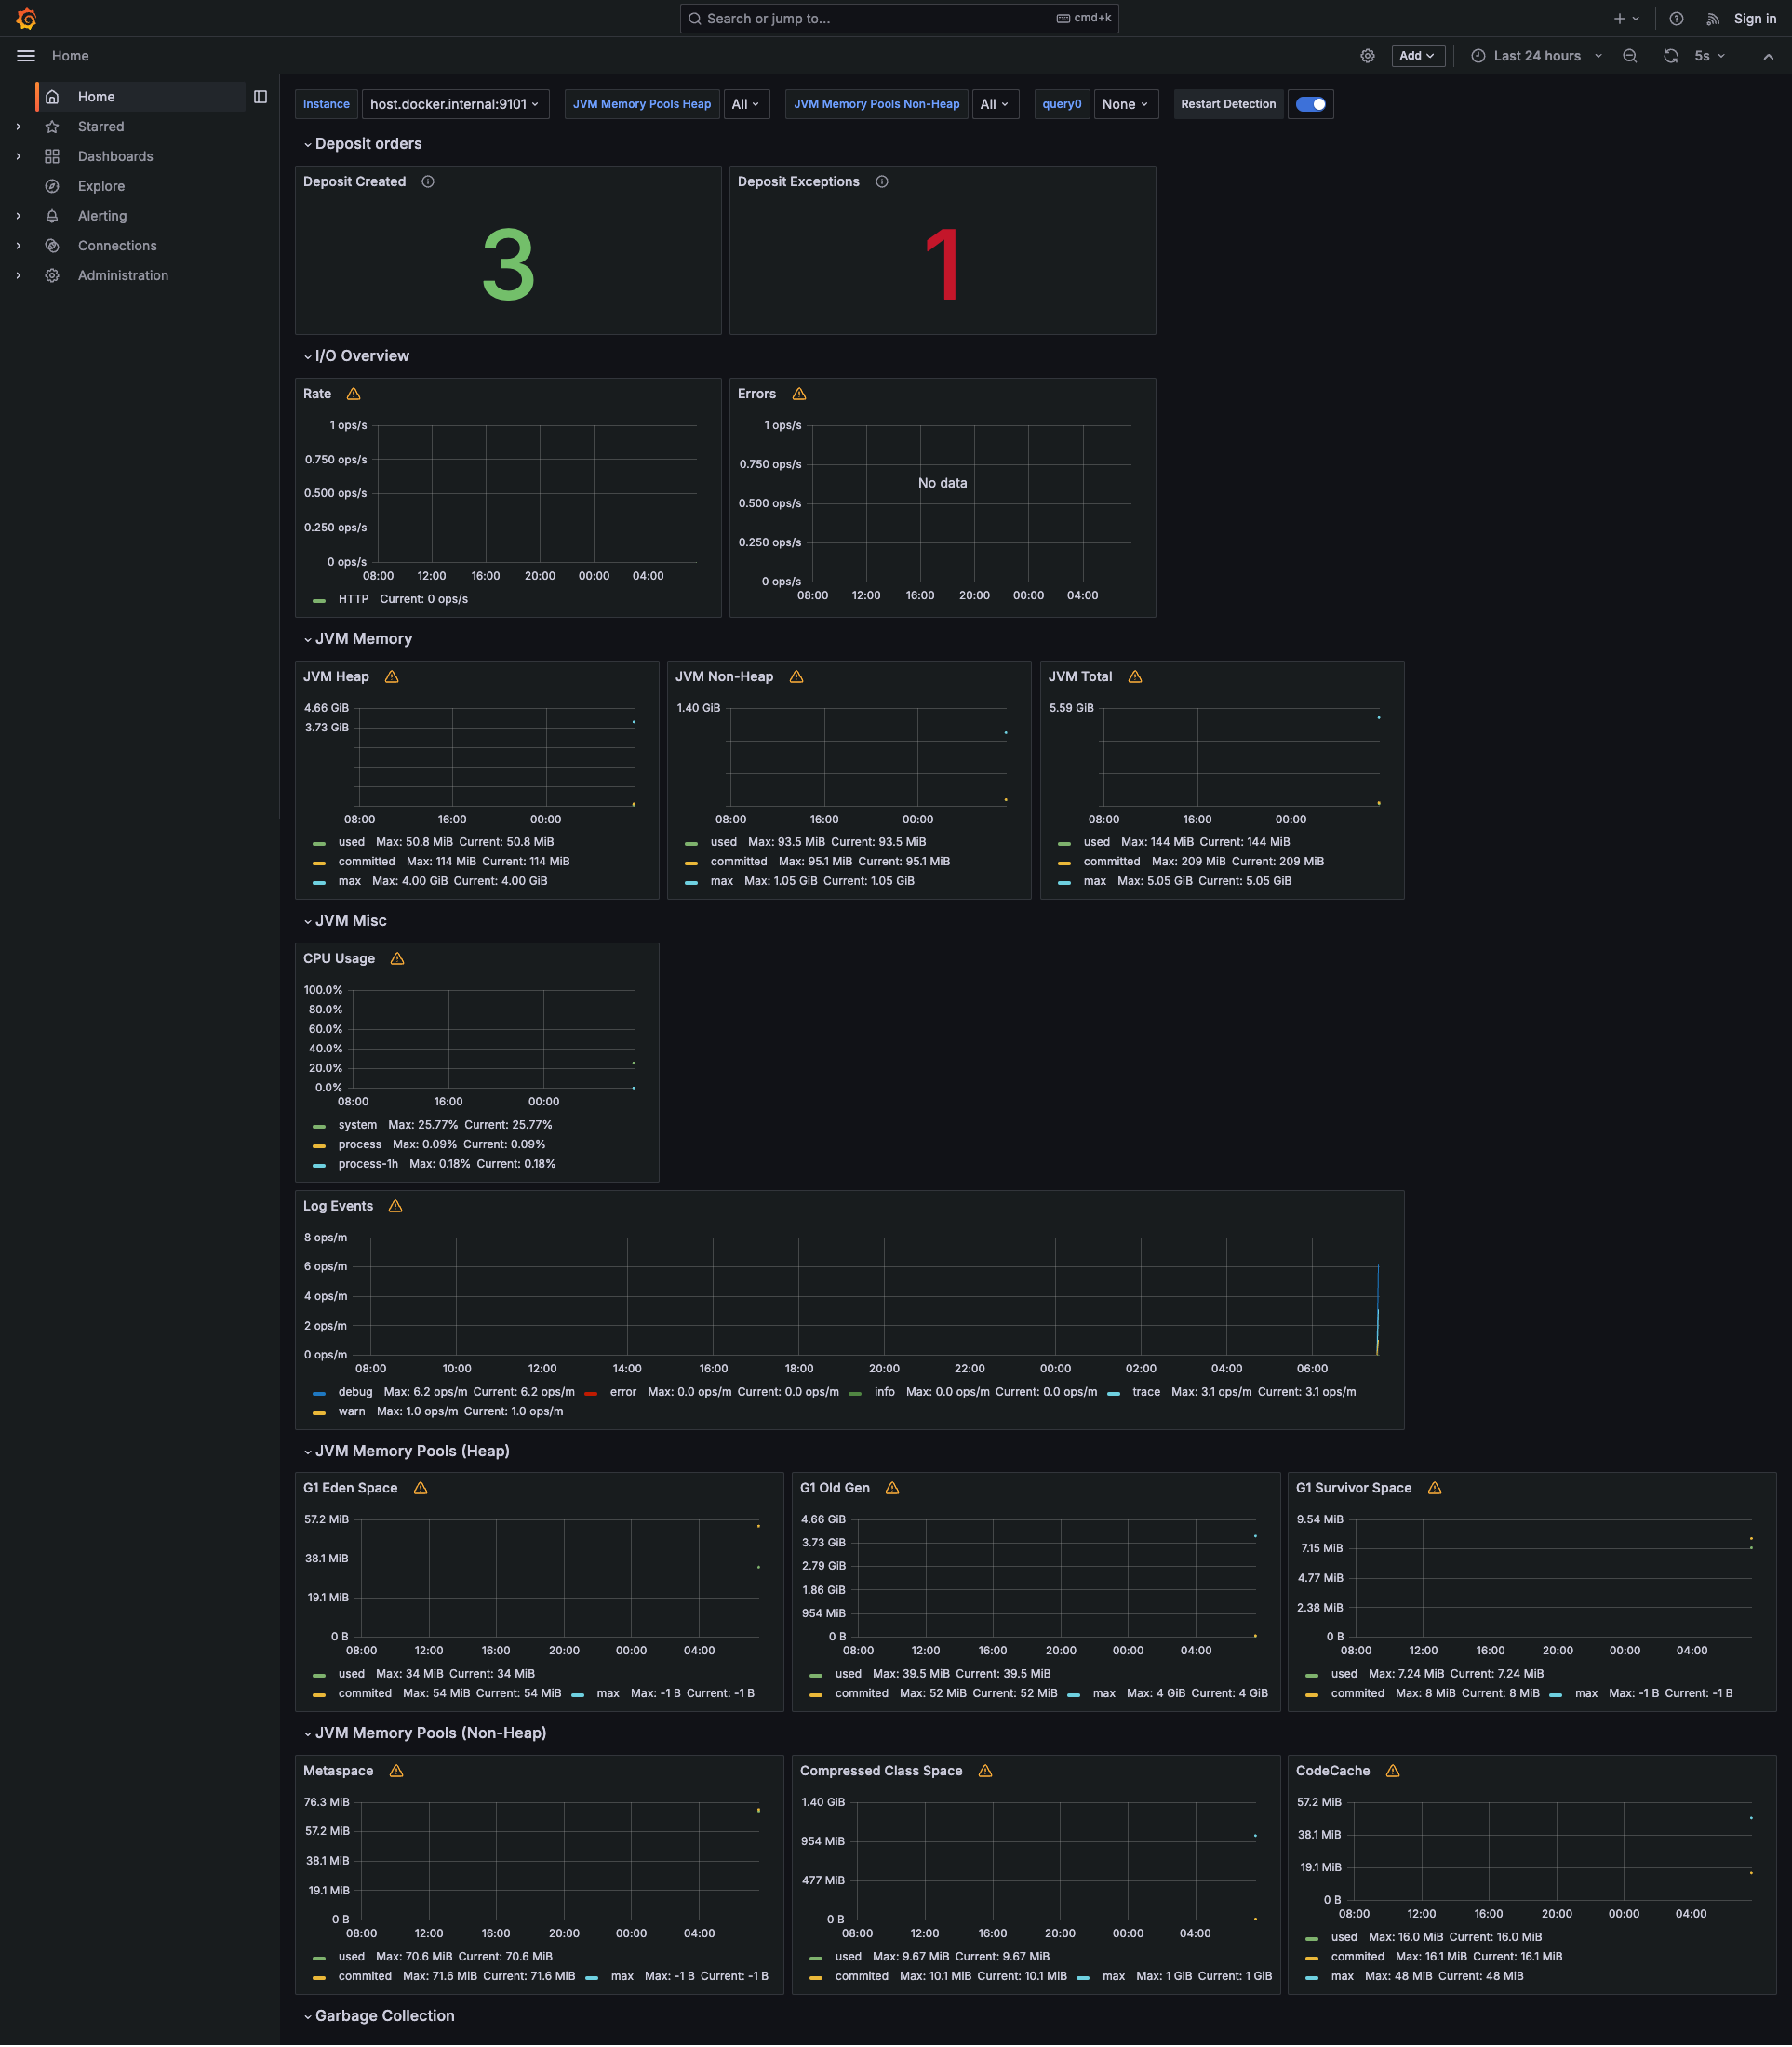 Search or jump to...
cmd+k
Sign in
Home
Add
Last 24 hours
5s
Home
Starred
Dashboards
Explore
Alerting
Connections
Administration
Instance host.docker.internal:9101 JVM Memory Pools Heap All JVM Memory Pools Non-Heap All query0 None Restart Detection
Deposit orders
Deposit Created
3
Deposit Exceptions
1
I/O Overview
Rate
1 ops/s
0.750 ops/s
0.500 ops/s
0.250 ops/s
0 ops/s
08:00 12:00 16:00 20:00 00:00 04:00
HTTP Current: 0 ops/s
Errors
1 ops/s
0.750 ops/s
No data
0.500 ops/s
0.250 ops/s
0 ops/s
08:00 12:00 16:00 20:00 00:00 04:00
JVM Memory
JVM Heap
4.66 GiB
3.73 GiB
08:00 16:00 00:00
used Max: 50.8 MiB Current: 50.8 MiB
committed Max: 114 MiB Current: 114 MiB
max Max: 4.00 GiB Current: 4.00 GiB
JVM Non-Heap
1.40 GiB
08:00 16:00 00:00
used Max: 93.5 MiB Current: 93.5 MiB
committed Max: 95.1 MiB Current: 95.1 MiB
max Max: 1.05 GiB Current: 1.05 GiB
JVM Total
5.59 GiB
08:00 16:00 00:00
used Max: 144 MiB Current: 144 MiB
committed Max: 209 MiB Current: 209 MiB
max Max: 5.05 GiB Current: 5.05 GiB
JVM Misc
CPU Usage
100.0%
80.0%
60.0%
40.0%
20.0%
0.0%
08:00 16:00 00:00
system Max: 25.77% Current: 25.77%
process Max: 0.09% Current: 0.09%
process-1h Max: 0.18% Current: 0.18%
Log Events
8 ops/m
6 ops/m
4 ops/m
2 ops/m
0 ops/m
08:00 10:00 12:00 14:00 16:00 18:00 20:00 22:00 00:00 02:00 04:00 06:00
debug Max: 6.2 ops/m Current: 6.2 ops/m error Max: 0.0 ops/m Current: 0.0 ops/m info Max: 0.0 ops/m Current: 0.0 ops/m trace Max: 3.1 ops/m Current: 3.1 ops/m
warn Max: 1.0 ops/m Current: 1.0 ops/m
JVM Memory Pools (Heap)
G1 Eden Space
57.2 MiB
38.1 MiB
19.1 MiB
0 B
08:00 12:00 16:00 20:00 00:00 04:00
used Max: 34 MiB Current: 34 MiB
commited Max: 54 MiB Current: 54 MiB max Max: -1 B Current: -1 B
G1 Old Gen
4.66 GiB
3.73 GiB
2.79 GiB
1.86 GiB
954 MiB
0 B
08:00 12:00 16:00 20:00 00:00 04:00
used Max: 39.5 MiB Current: 39.5 MiB
commited Max: 52 MiB Current: 52 MiB max Max: 4 GiB Current: 4 GiB
G1 Survivor Space
9.54 MiB
7.15 MiB
4.77 MiB
2.38 MiB
0 B
08:00 12:00 16:00 20:00 00:00 04:00
used Max: 7.24 MiB Current: 7.24 MiB
commited Max: 8 MiB Current: 8 MiB max Max: -1 B Current: -1 B
JVM Memory Pools (Non-Heap)
Metaspace
76.3 MiB
57.2 MiB
38.1 MiB
19.1 MiB
0 B
08:00 12:00 16:00 20:00 00:00 04:00
used Max: 70.6 MiB Current: 70.6 MiB
commited Max: 71.6 MiB Current: 71.6 MiB max Max: -1 B Current: -1 B
Compressed Class Space
1.40 GiB
954 MiB
477 MiB
0 B
08:00 12:00 16:00 20:00 00:00 04:00
used Max: 9.67 MiB Current: 9.67 MiB
commited Max: 10.1 MiB Current: 10.1 MiB max Max: 1 GiB Current: 1 GiB
CodeCache
57.2 MiB
38.1 MiB
19.1 MiB
0 B
08:00 12:00 16:00 20:00 00:00 04:00
used Max: 16.0 MiB Current: 16.0 MiB
commited Max: 16.1 MiB Current: 16.1 MiB
max Max: 48 MiB Current: 48 MiB
Garbage Collection